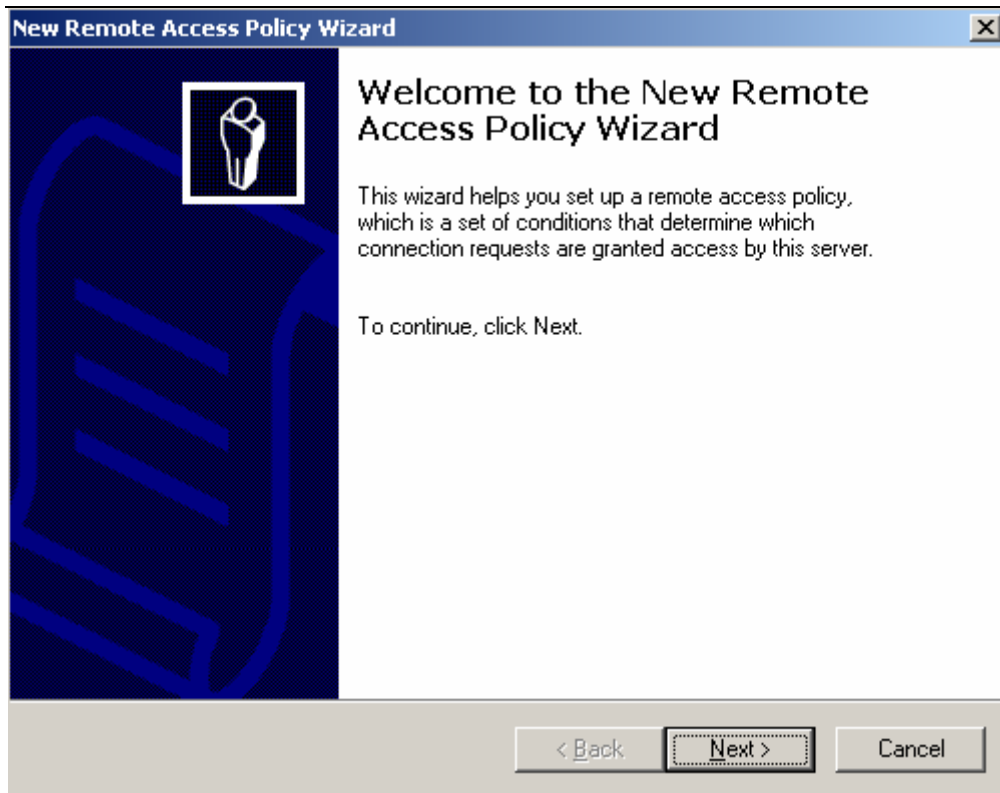 New Remote Access Policy Wizard
Welcome to the New Remote
Access Policy Wizard
This wizard helps you set up a remote access policy,
which is a set of conditions that determine which
connection requests are granted access by this server.
To continue, click Next.
< Back
Next >
Cancel